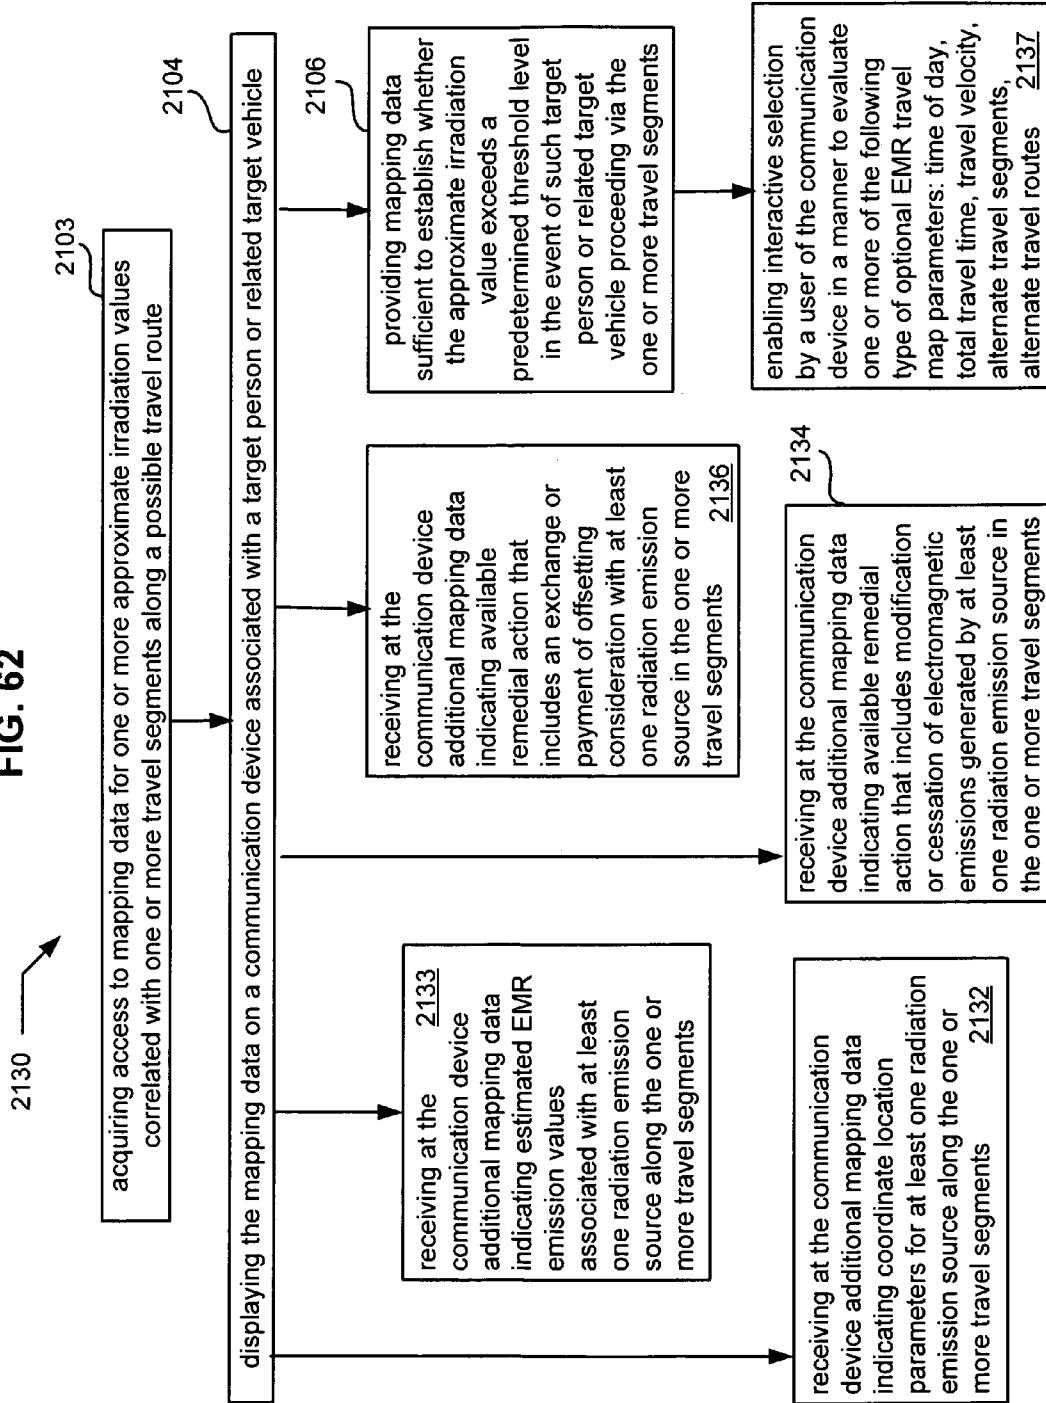 FIG. 62
2130
2103
acquiring access to mapping data for one or more approximate irradiation values
correlated with one or more travel segments along a possible travel route
2104
displaying the mapping data on a communication device associated with a target person or related target vehicle
receiving at the
communication device 2133
additional mapping data
indicating estimated EMR
emission values
associated with at least
one radiation emission
source along the one or
more travel segments
receiving at the
communication device
additional mapping data
indicating available
remedial action that
includes an exchange or
payment of offsetting
consideration with at least
one radiation emission
source in the one or more
travel segments 2136
2106
providing mapping data
sufficient to establish whether
the approximate irradiation
value exceeds a
predetermined threshold level
in the event of such target
person or related target
vehicle proceeding via the
one or more travel segments
receiving at the communication
device additional mapping data
indicating coordinate location
parameters for at least one radiation
emission source along the one or
more travel segments 2132
2134
receiving at the communication
device additional mapping data
indicating available remedial
action that includes modification
or cessation of electromagnetic
emissions generated by at least
one radiation emission source in
the one or more travel segments
enabling interactive selection
by a user of the communication
device in a manner to evaluate
one or more of the following
type of optional EMR travel
map parameters: time of day,
total travel time, travel velocity,
alternate travel segments,
alternate travel routes 2137